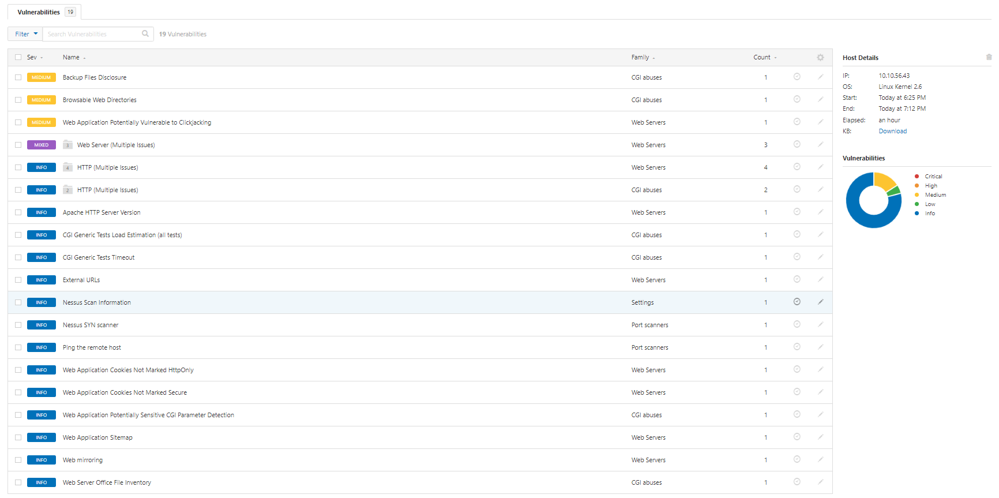 Vulnerabilities 19
Filter Search Vulnerabilities 19 Vulnerabilities
Sev Name Family Count
MEDIUM Backup Files Disclosure CGI abuses 1
MEDIUM Browsable Web Directories CGI abuses 1
MEDIUM Web Application Potentially Vulnerable to Clickjacking Web Servers 1
MIXED 3 Web Server (Multiple Issues) Web Servers 3
INFO 4 HTTP (Multiple Issues) Web Servers 4
INFO 2 HTTP (Multiple Issues) CGI abuses 2
INFO Apache HTTP Server Version Web Servers 1
INFO CGI Generic Tests Load Estimation (all tests) CGI abuses 1
INFO CGI Generic Tests Timeout CGI abuses 1
INFO External URLs Web Servers 1
INFO Nessus Scan Information Settings 1
INFO Nessus SYN scanner Port scanners 1
INFO Ping the remote host Port scanners 1
INFO Web Application Cookies Not Marked HttpOnly Web Servers 1
INFO Web Application Cookies Not Marked Secure Web Servers 1
INFO Web Application Potentially Sensitive CGI Parameter Detection CGI abuses 1
INFO Web Application Sitemap Web Servers 1
INFO Web mirroring Web Servers 1
INFO Web Server Office File Inventory CGI abuses 1
Host Details
IP: 10.10.56.43
OS: Linux Kernel 2.6
Start: Today at 6:25 PM
End: Today at 7:12 PM
Elapsed: an hour
KB: Download
Vulnerabilities
Critical
High
Medium
Low
Info